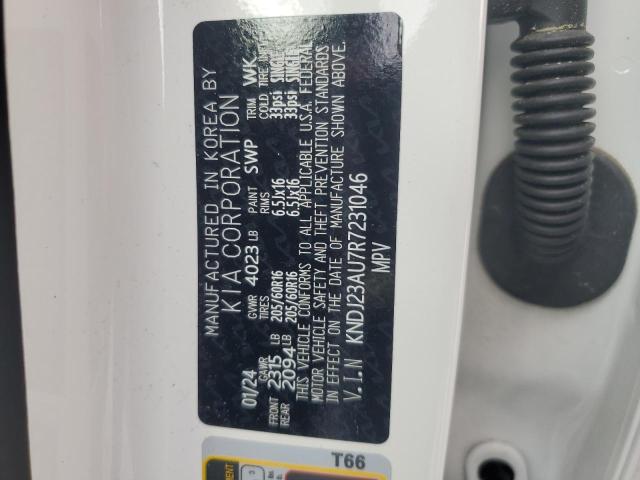 MANUFACTURED IN KOREA BY
KIA CORPORATION
01/24 GVWR 4023 LB PAINT SWP TRIM WK
GAWR TIRES RIMS COLD
FRONT 2315 LB 205/60R16 6.5Jx16 33psi SINGLE
REAR 2094 LB 205/60R16 6.5Jx16 33psi SINGLE
THIS VEHICLE CONFORMS TO ALL APPLICABLE U.S.A. FEDERAL
MOTOR VEHICLE SAFETY AND THEFT PREVENTION STANDARDS
IN EFFECT ON THE DATE OF MANUFACTURE SHOWN ABOVE.
V.I.N KNDJ23AU7R7231046
MPV
T66